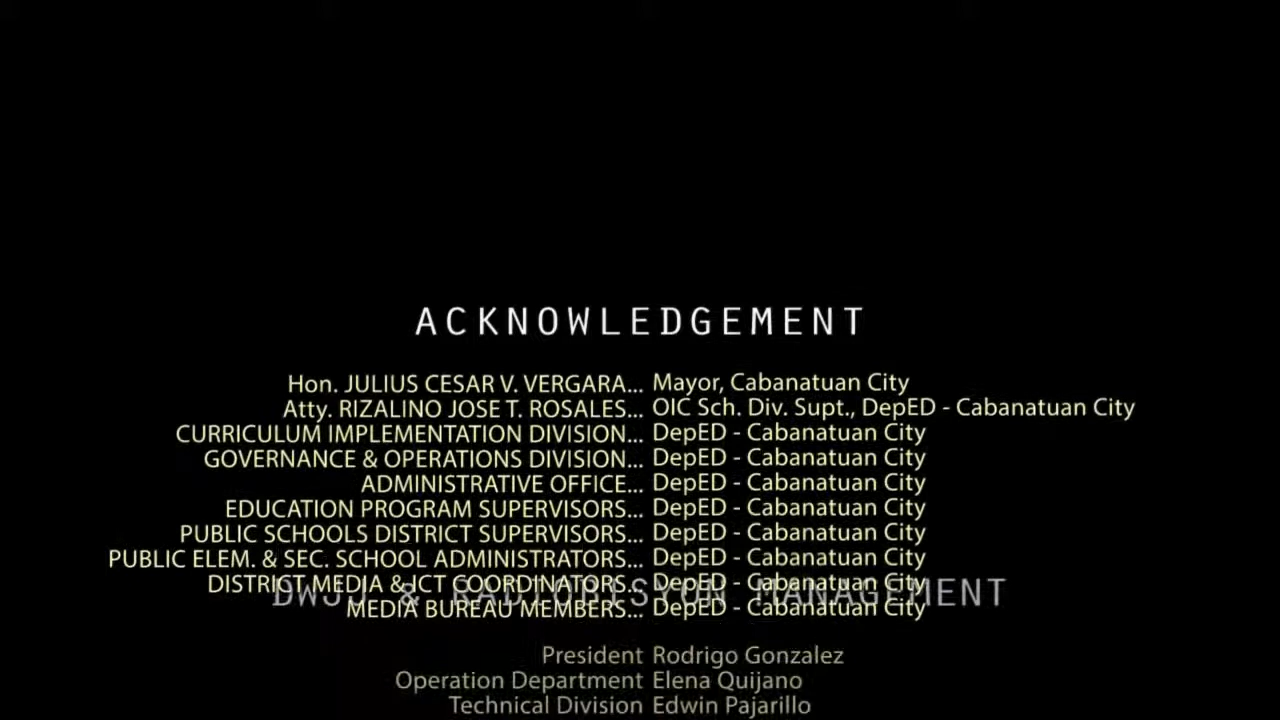 ACKNOWLEDGEMENT
Hon. JULIUS CESAR V. VERGARA... Mayor, Cabanatuan City
Atty. RIZALINO JOSE T. ROSALES... OIC Sch. Div. Supt., DepED - Cabanatuan City
CURRICULUM IMPLEMENTATION DIVISION... DepED - Cabanatuan City
GOVERNANCE & OPERATIONS DIVISION... DepED - Cabanatuan City
ADMINISTRATIVE OFFICE... DepED - Cabanatuan City
EDUCATION PROGRAM SUPERVISORS... DepED - Cabanatuan City
PUBLIC SCHOOLS DISTRICT SUPERVISORS... DepED - Cabanatuan City
PUBLIC ELEM. & SEC. SCHOOL ADMINISTRATORS... DepED - Cabanatuan City
DISTRICT MEDIA & ICT COORDINATORS... DepED - Cabanatuan City
DWJJ & RADIOBISYON MANAGEMENT
MEDIA BUREAU MEMBERS... DepED - Cabanatuan City
President Rodrigo Gonzalez
Operation Department Elena Quijano
Technical Division Edwin Pajarillo